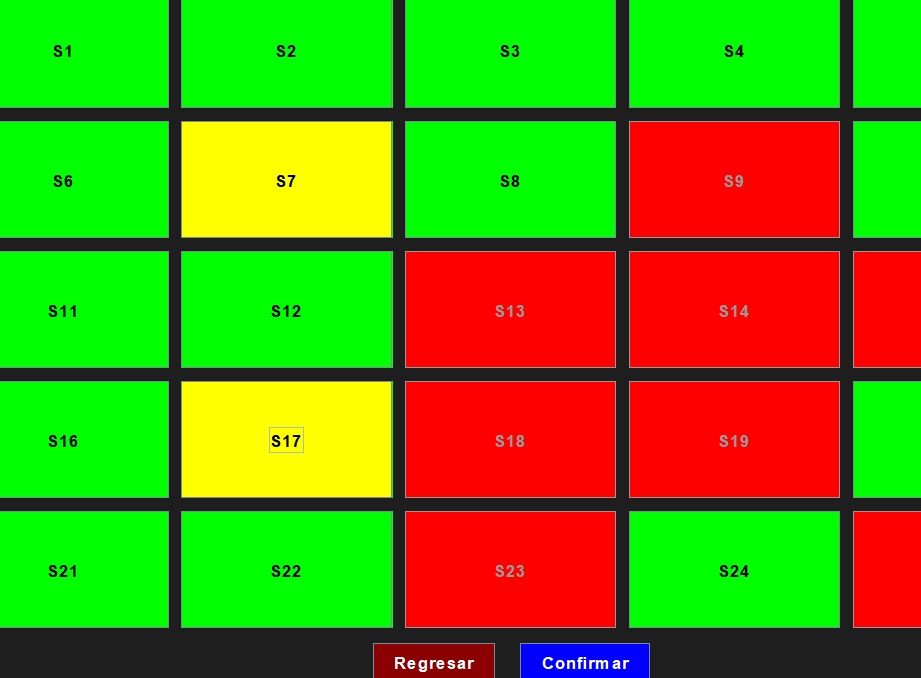 S1 S2 S3 S4
S6 S7 S8 S9
S11 S12 S13 S14
S16 S17 S18 S19
S21 S22 S23 S24
Regresar Confirmar